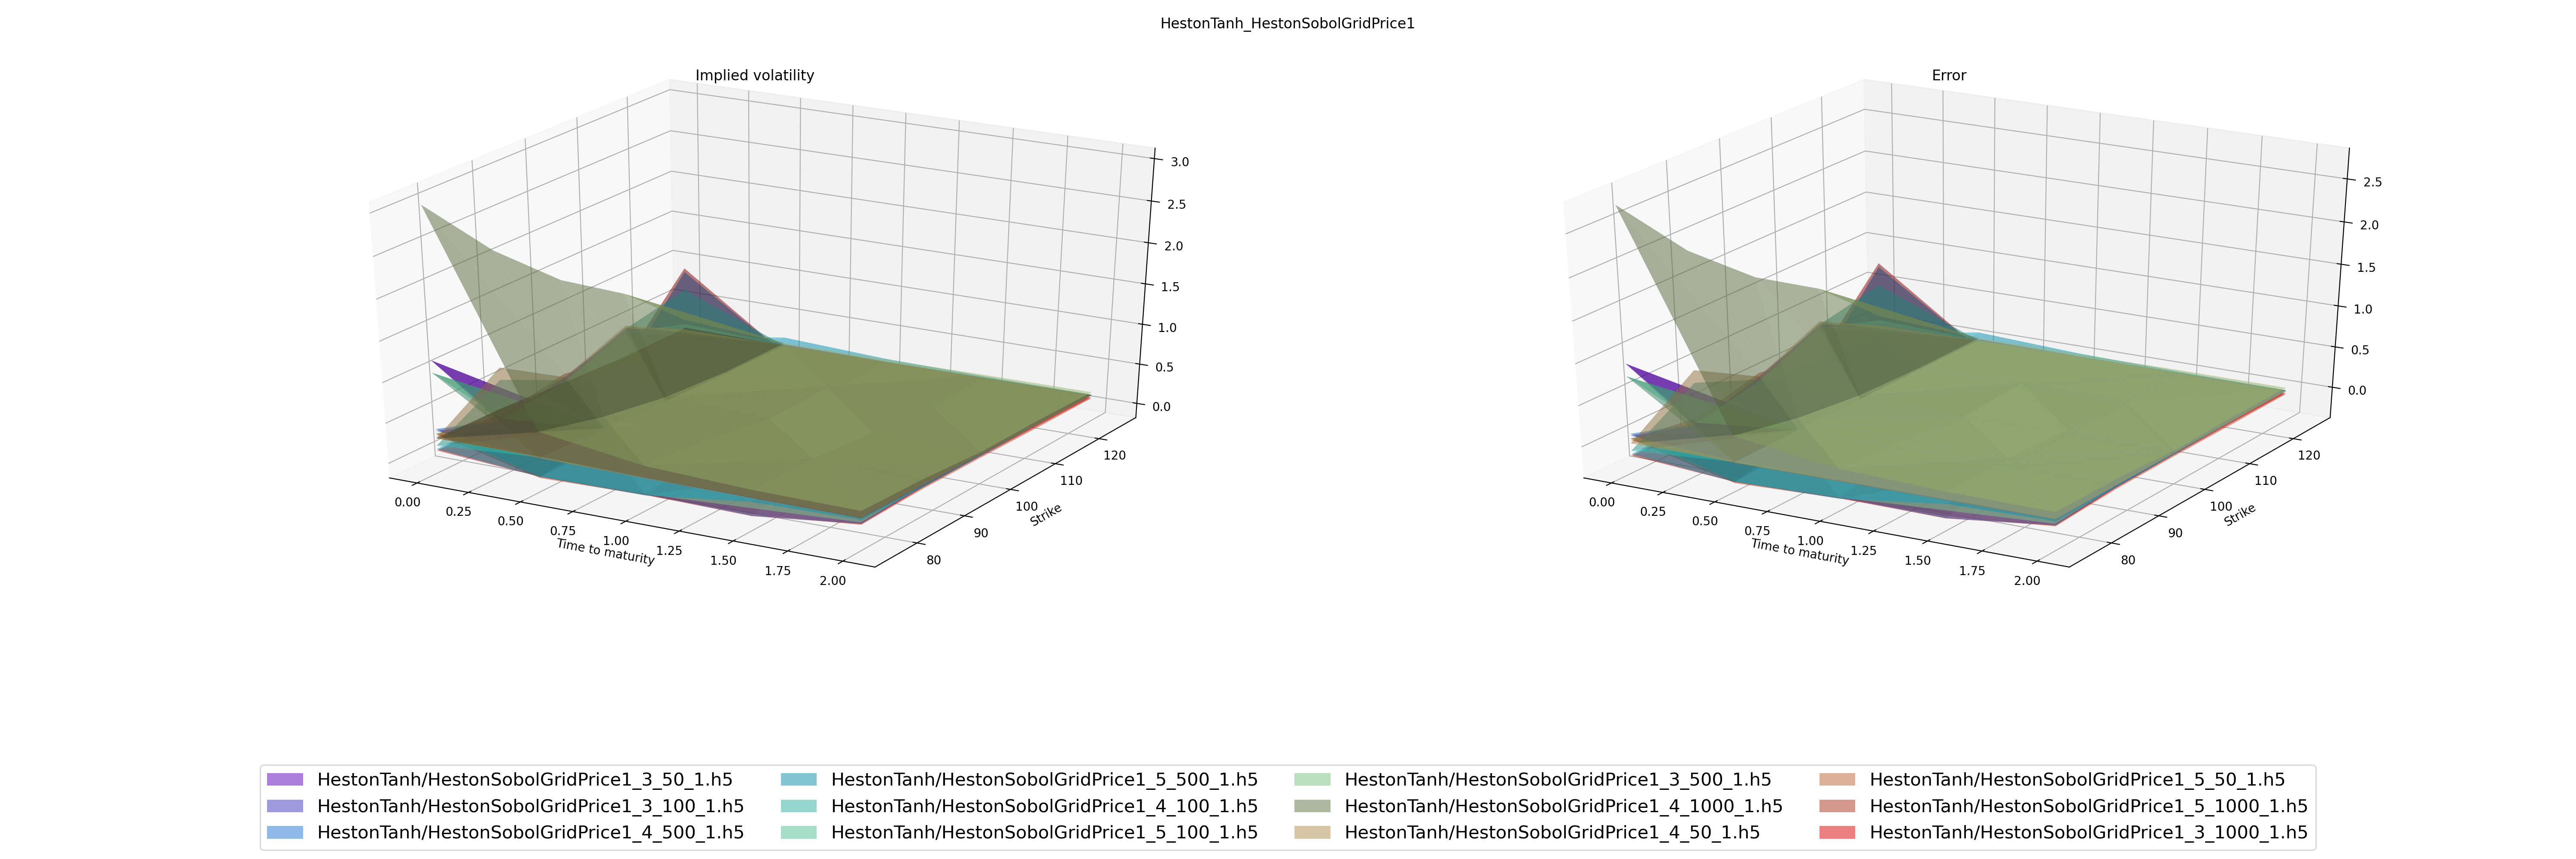 HestonTanh_HestonSobolGridPrice1
Implied volatility
3.0
2.5
2.0
1.5
1.0
0.5
0.0
120
110
100
90
80
Strike
0.00
0.25
0.50
0.75
1.00
1.25
1.50
1.75
2.00
Time to maturity
Error
2.5
2.0
1.5
1.0
0.5
0.0
120
110
100
90
80
Strike
0.00
0.25
0.50
0.75
1.00
1.25
1.50
1.75
2.00
Time to maturity
HestonTanh/HestonSobolGridPrice1_3_50_1.h5
HestonTanh/HestonSobolGridPrice1_3_100_1.h5
HestonTanh/HestonSobolGridPrice1_4_500_1.h5
HestonTanh/HestonSobolGridPrice1_5_500_1.h5
HestonTanh/HestonSobolGridPrice1_4_100_1.h5
HestonTanh/HestonSobolGridPrice1_5_100_1.h5
HestonTanh/HestonSobolGridPrice1_3_500_1.h5
HestonTanh/HestonSobolGridPrice1_4_1000_1.h5
HestonTanh/HestonSobolGridPrice1_4_50_1.h5
HestonTanh/HestonSobolGridPrice1_5_50_1.h5
HestonTanh/HestonSobolGridPrice1_5_1000_1.h5
HestonTanh/HestonSobolGridPrice1_3_1000_1.h5